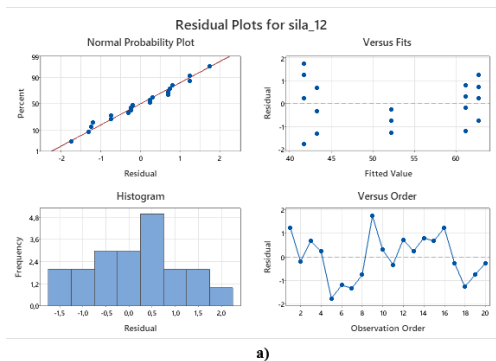 Residual Plots for sila_12
Normal Probability Plot
Versus Fits
99
90
50
10
1
Percent
-2 -1 0 1 2
Residual
2
1
0
-1
-2
Residual
40 45 50 55 60
Fitted Value
Histogram
Versus Order
4,8
3,6
2,4
1,2
0,0
Frequency
-1,5 -1,0 -0,5 0,0 0,5 1,0 1,5 2,0
Residual
2
1
0
-1
-2
Residual
2 4 6 8 10 12 14 16 18 20
Observation Order
a)